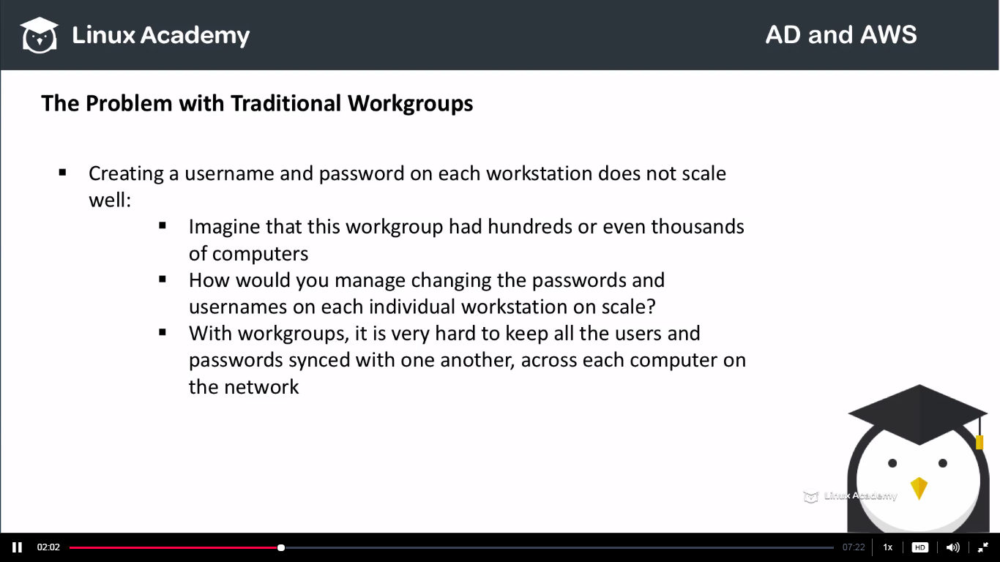 Linux Academy
AD and AWS
The Problem with Traditional Workgroups
▪ Creating a username and password on each workstation does not scale
well:
▪ Imagine that this workgroup had hundreds or even thousands
of computers
▪ How would you manage changing the passwords and
usernames on each individual workstation on scale?
▪ With workgroups, it is very hard to keep all the users and
passwords synced with one another, across each computer on
the network
Linux Academy
02:02
07:22
1x
HD